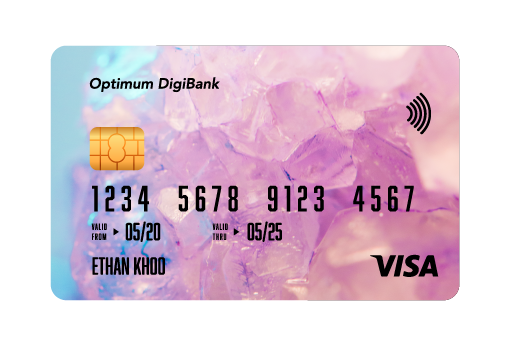 Optimum DigiBank
1234 5678 9123 4567
VALID FROM 05/20 VALID THRU 05/25
ETHAN KHOO
VISA